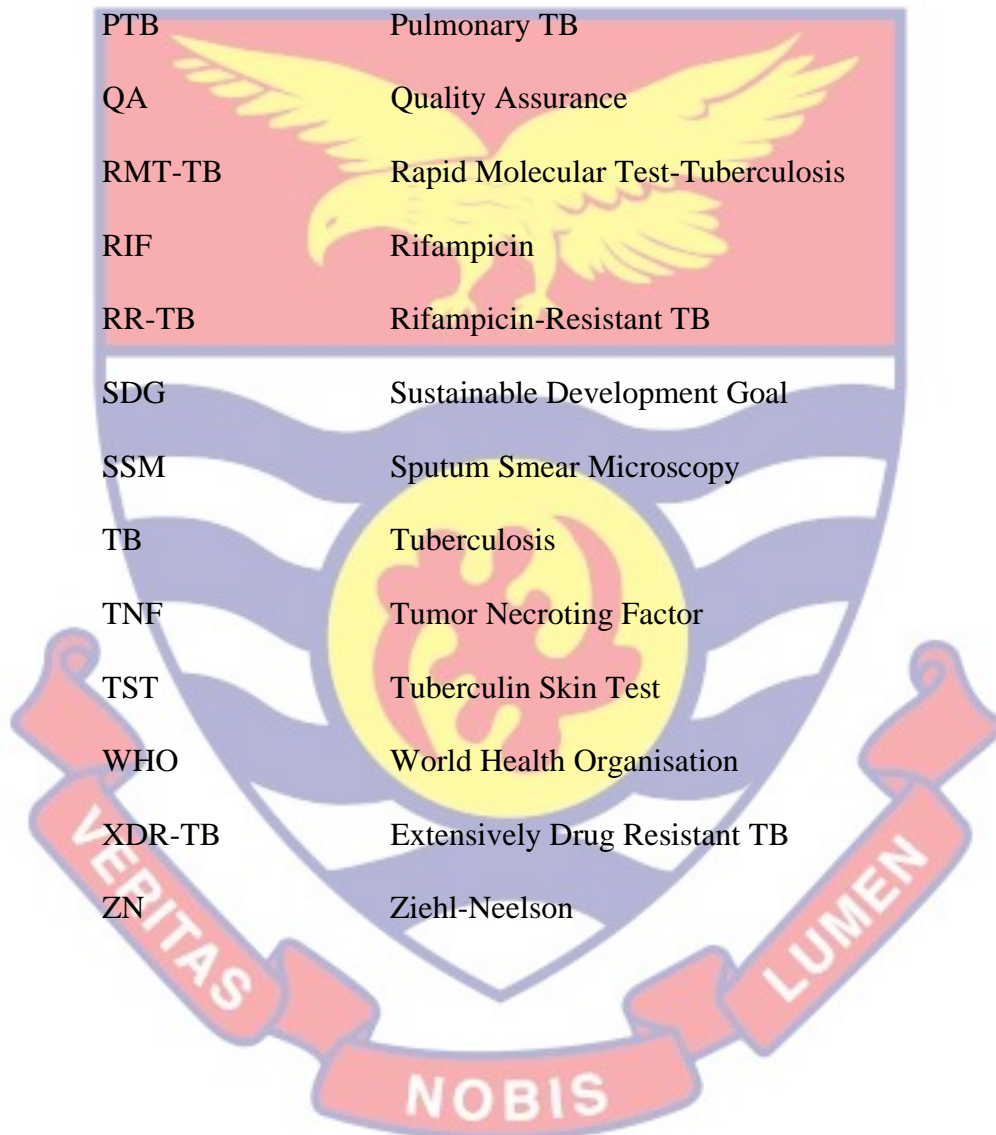 PTB Pulmonary TB
QA Quality Assurance
RMT-TB Rapid Molecular Test-Tuberculosis
RIF Rifampicin
RR-TB Rifampicin-Resistant TB
SDG Sustainable Development Goal
SSM Sputum Smear Microscopy
TB Tuberculosis
TNF Tumor Necroting Factor
TST Tuberculin Skin Test
WHO World Health Organisation
XDR-TB Extensively Drug Resistant TB
ZN Ziehl-Neelson
VERITAS
NOBIS
LUMEN